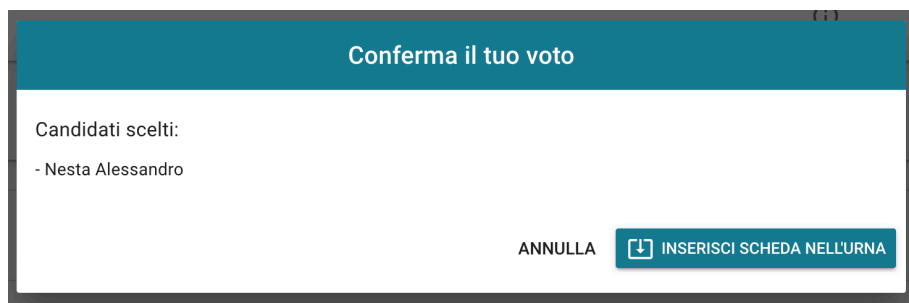 Conferma il tuo voto
Candidati scelti:
- Nesta Alessandro
ANNULLA INSERISCI SCHEDA NELL'URNA